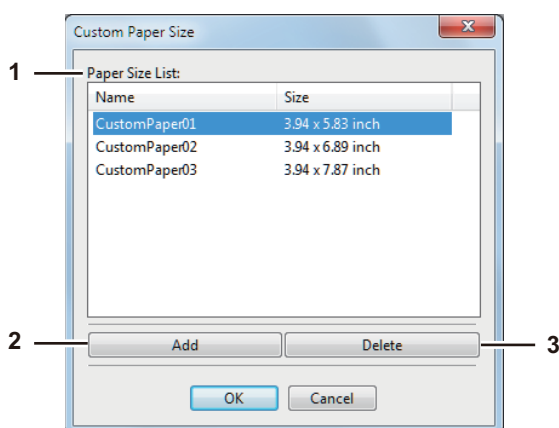 Custom Paper Size
1
Paper Size List:
Name Size
CustomPaper01 3.94 x 5.83 inch
CustomPaper02 3.94 x 6.89 inch
CustomPaper03 3.94 x 7.87 inch
2 Add Delete 3
OK Cancel